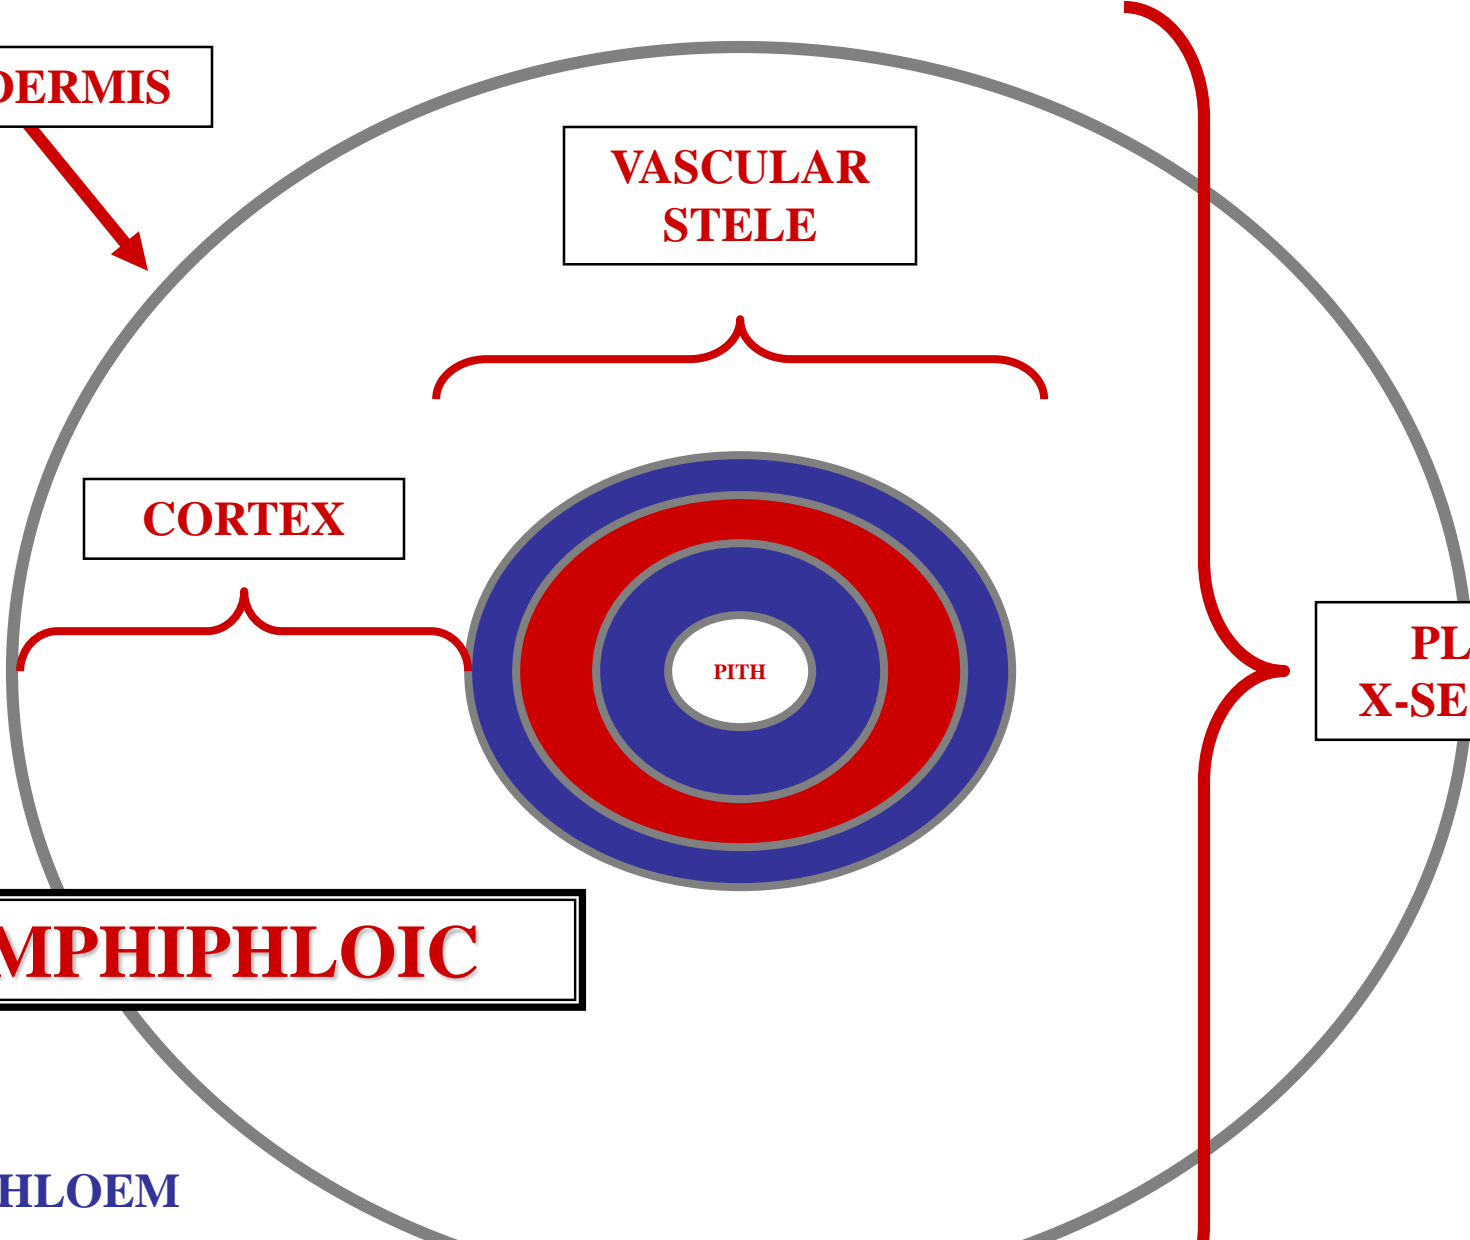 DERMIS
VASCULAR
STELE
CORTEX
PITH
PL
X-SE
MPHIPHLOIC
HLOEM